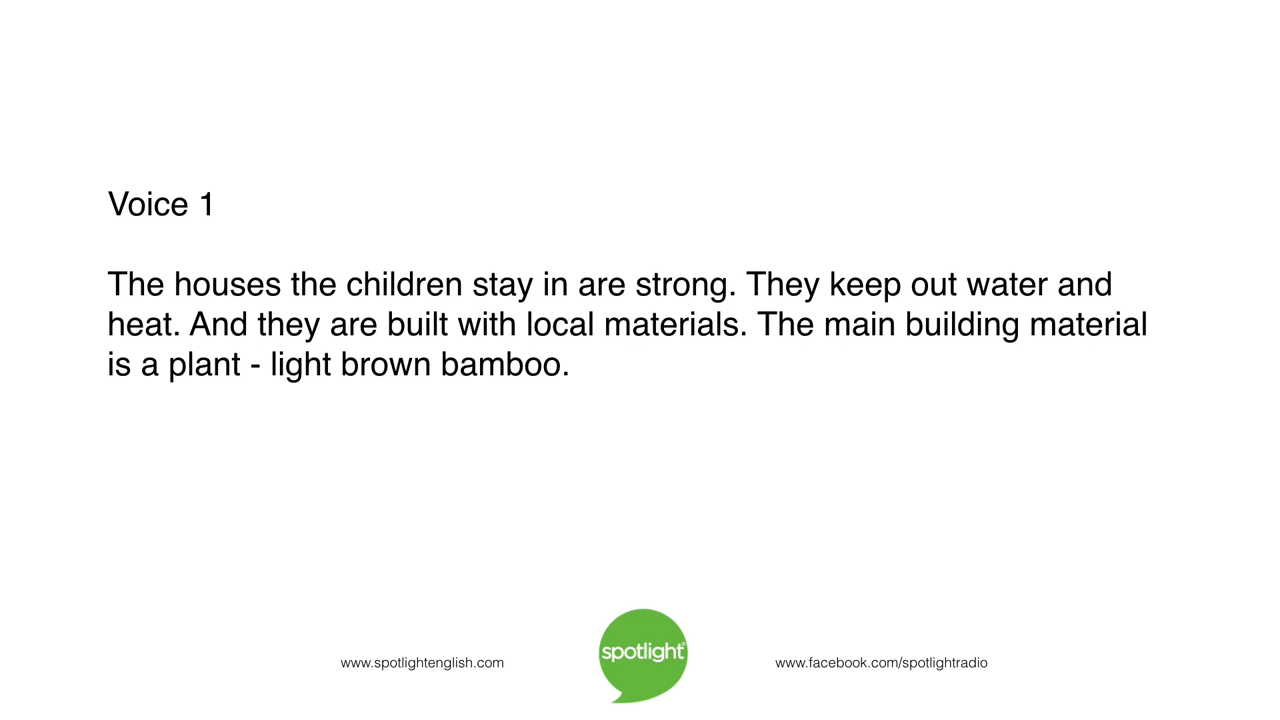 Voice 1
The houses the children stay in are strong. They keep out water and
heat. And they are built with local materials. The main building material
is a plant - light brown bamboo.
www.spotlightenglish.com
spotlight®
www.facebook.com/spotlightradio